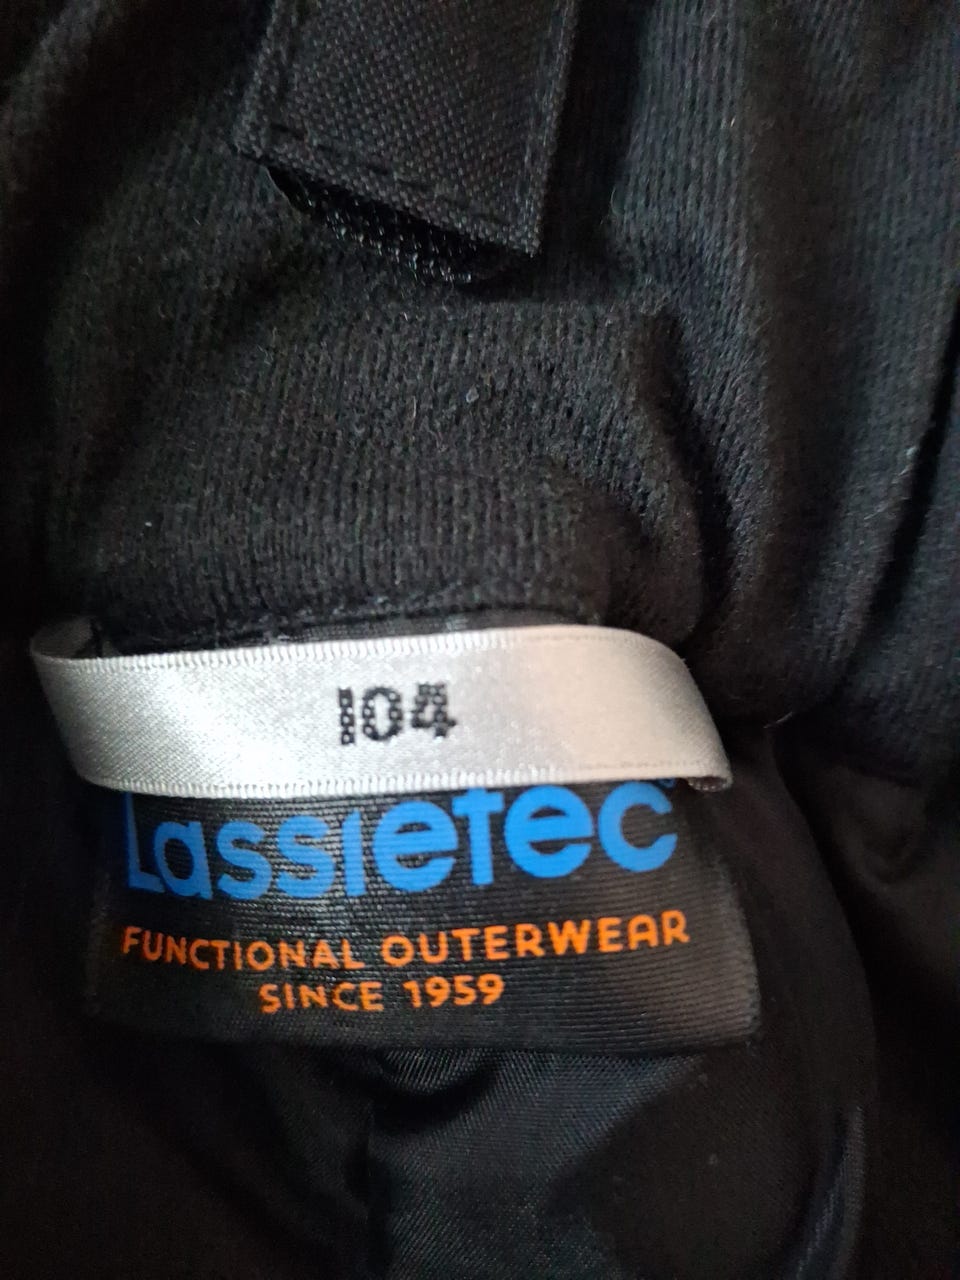 104
Lassietec
FUNCTIONAL OUTERWEAR
SINCE 1959